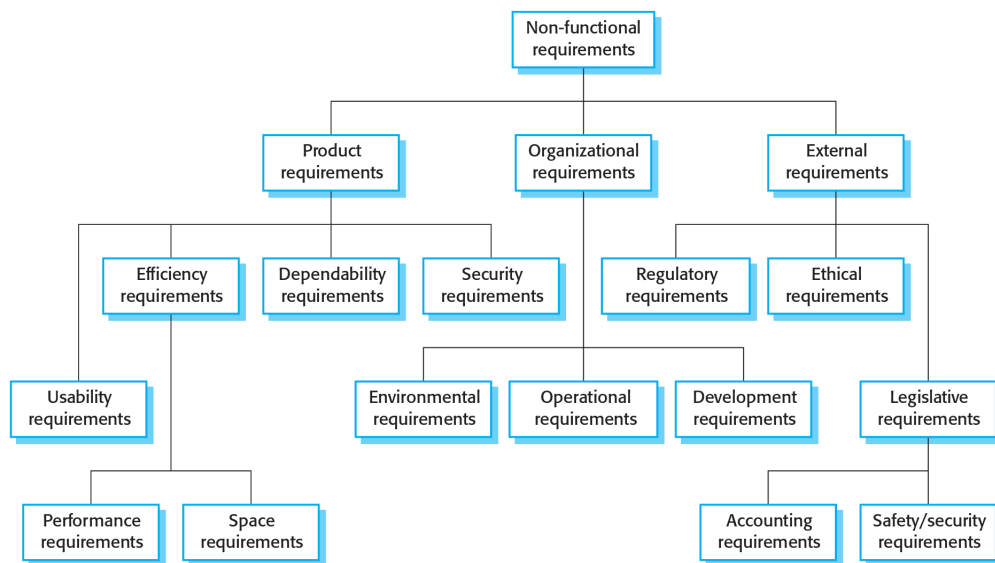 Non-functional
requirements
Product
requirements
Organizational
requirements
External
requirements
Efficiency
requirements
Dependability
requirements
Security
requirements
Regulatory
requirements
Ethical
requirements
Usability
requirements
Environmental
requirements
Operational
requirements
Development
requirements
Legislative
requirements
Performance
requirements
Space
requirements
Accounting
requirements
Safety/security
requirements